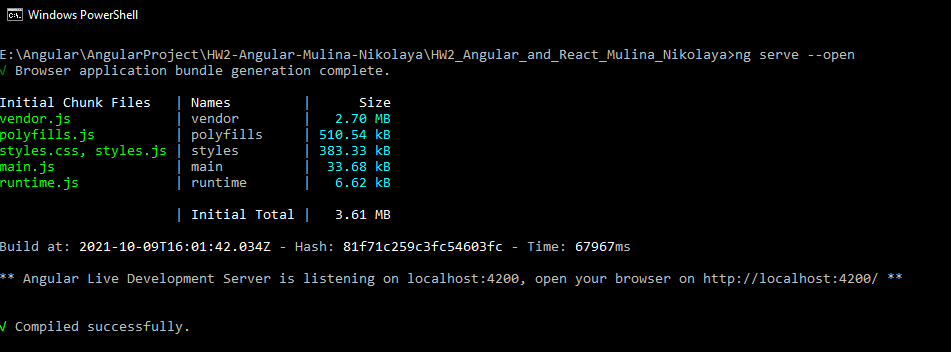 Windows PowerShell
E:\Angular\AngularProject\HW2-Angular-Mulina-Nikolaya\HW2_Angular_and_React_Mulina_Nikolaya>ng serve --open
√ Browser application bundle generation complete.
Initial Chunk Files | Names | Size
vendor.js | vendor | 2.70 MB
polyfills.js | polyfills | 510.54 kB
styles.css, styles.js | styles | 383.33 kB
main.js | main | 33.68 kB
runtime.js | runtime | 6.62 kB
| Initial Total | 3.61 MB
Build at: 2021-10-09T16:01:42.034Z - Hash: 81f71c259c3fc54603fc - Time: 67967ms
** Angular Live Development Server is listening on localhost:4200, open your browser on http://localhost:4200/ **
√ Compiled successfully.